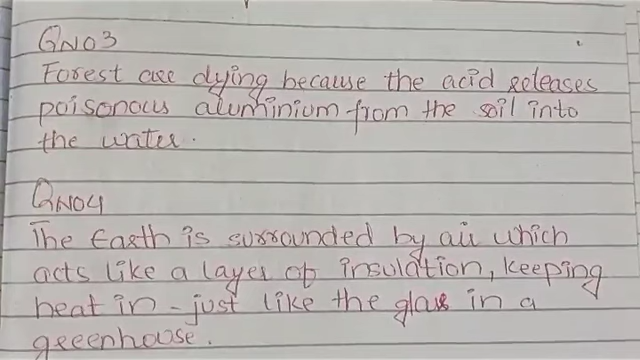 QNO3
Forest are dying because the acid releases
poisonous aluminium from the soil into
the water.
QNO4
The Earth is surrounded by air which
acts like a layer of insulation, keeping
heat in - just like the glass in a
greenhouse.